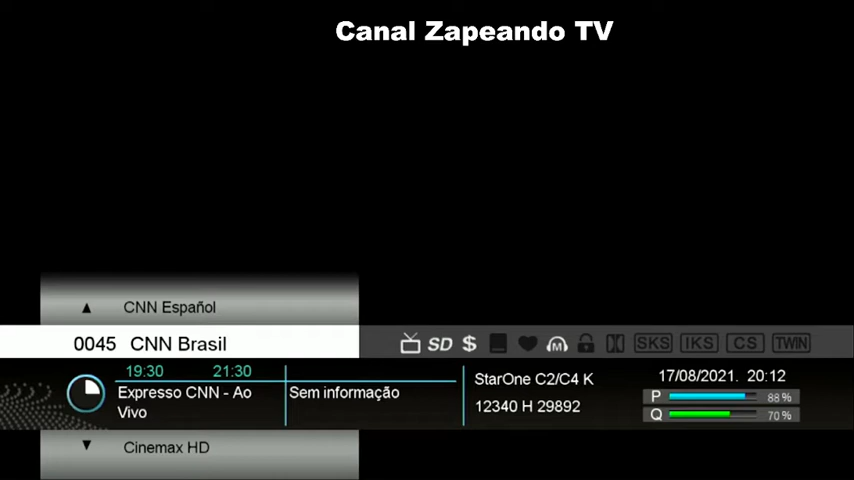 Canal Zapeando TV
CNN Español
0045 CNN Brasil
SD $ M SKS IKS CS TWIN
19:30 21:30
Expresso CNN - Ao
Vivo
Sem informação
StarOne C2/C4 K
12340 H 29892
17/08/2021. 20:12
P 88%
Q 70%
Cinemax HD